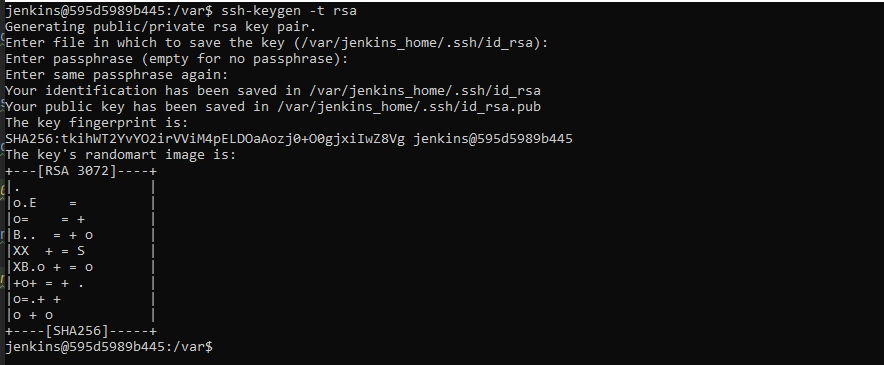 jenkins@595d5989b445:/var$ ssh-keygen -t rsa
Generating public/private rsa key pair.
Enter file in which to save the key (/var/jenkins_home/.ssh/id_rsa):
Enter passphrase (empty for no passphrase):
Enter same passphrase again:
Your identification has been saved in /var/jenkins_home/.ssh/id_rsa
Your public key has been saved in /var/jenkins_home/.ssh/id_rsa.pub
The key fingerprint is:
SHA256:tkihWT2YvYO2irVViM4pELDOaAozj0+O0gjxiIwZ8Vg jenkins@595d5989b445
The key's randomart image is:
+---[RSA 3072]----+
|.                |
|o.E    =         |
|o=    = +        |
|B..  = + o       |
|XX  + = S        |
|XB.o + = o       |
|+o+ = + .        |
|o=.+ +           |
|o + o            |
+----[SHA256]-----+
jenkins@595d5989b445:/var$